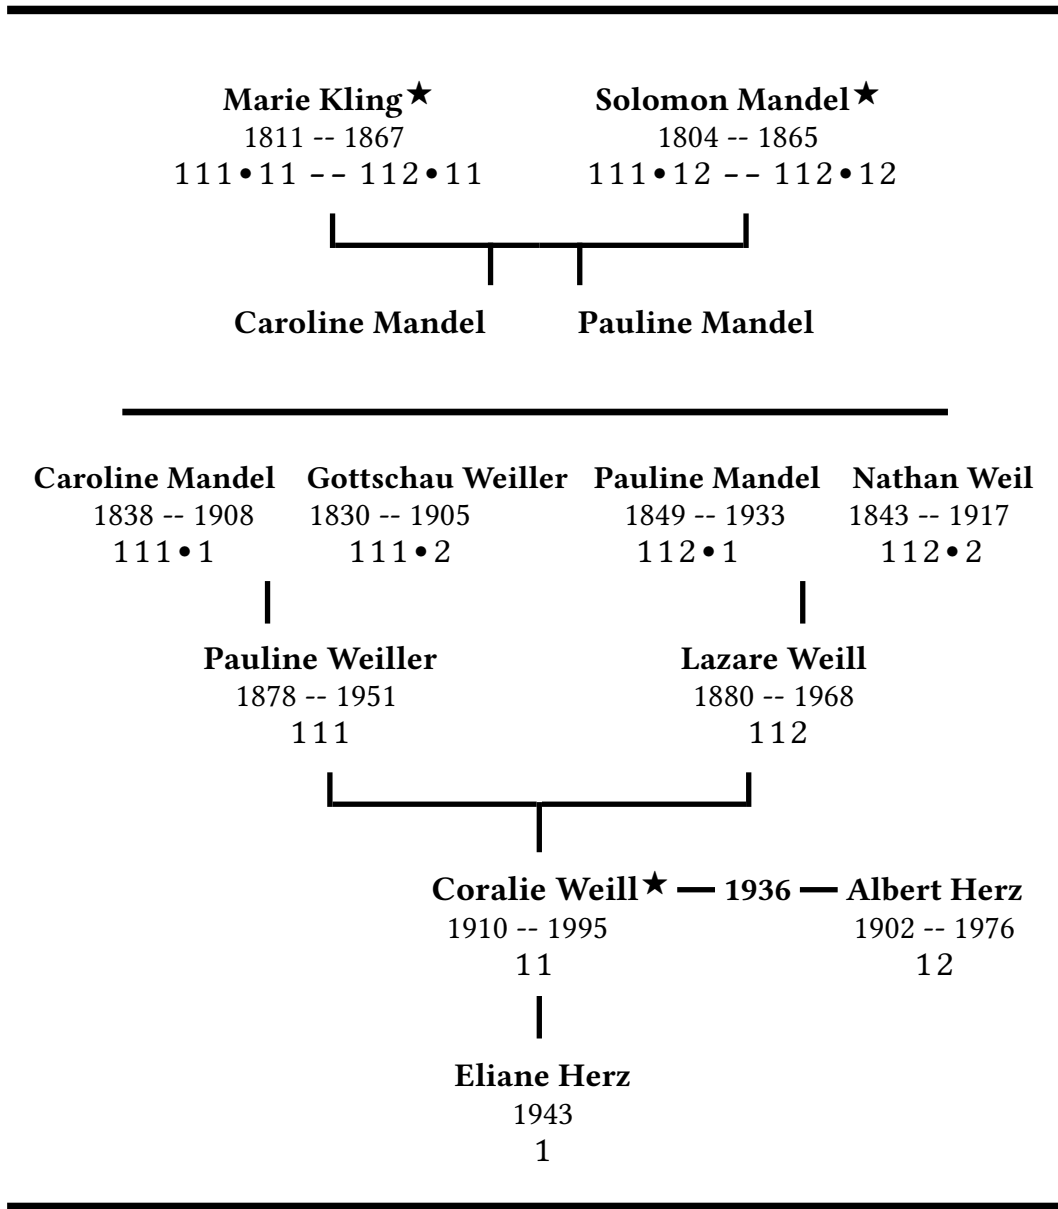 Marie Kling★ Solomon Mandel★
1811 -- 1867 1804 -- 1865
111•11 -- 112•11 111•12 -- 112•12
Caroline Mandel Pauline Mandel
Caroline Mandel Gottschau Weiller Pauline Mandel Nathan Weil
1838 -- 1908 1830 -- 1905 1849 -- 1933 1843 -- 1917
111•1 111•2 112•1 112•2
Pauline Weiller Lazare Weill
1878 -- 1951 1880 -- 1968
111 112
Coralie Weill★ — 1936 — Albert Herz
1910 -- 1995 1902 -- 1976
11 12
Eliane Herz
1943
1